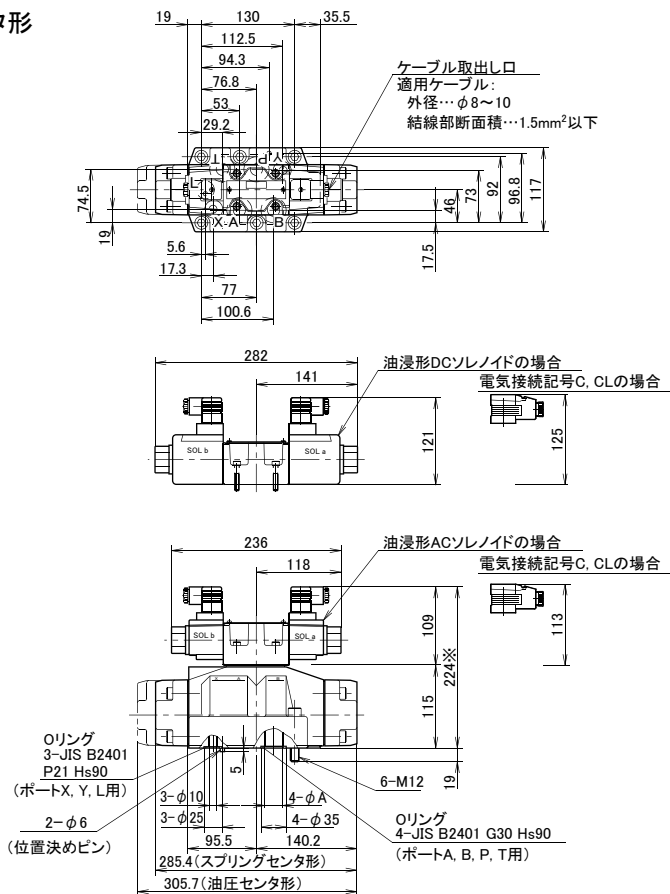 タ形
19
130
35.5
112.5
94.3
76.8
53
29.2
ケーブル取出し口
適用ケーブル:
外径…φ8～10
結線部断面積…1.5mm²以下
T
P
Y
L
X
A
B
74.5
19
46
73
92
96.8
117
17.5
5.6
17.3
77
100.6
282
141
油浸形DCソレノイドの場合
電気接続記号C, CLの場合
SOL b
SOL a
121
125
236
118
油浸形ACソレノイドの場合
電気接続記号C, CLの場合
SOL b
SOL a
109
224※
115
113
Oリング
3-JIS B2401
P21 Hs90
(ポートX, Y, L用)
5
6-M12
19
3-φ10
4-φA
2-φ6
(位置決めピン)
3-φ25
4-φ35
Oリング
4-JIS B2401 G30 Hs90
(ポートA, B, P, T用)
95.5
140.2
285.4(スプリングセンタ形)
305.7(油圧センタ形)